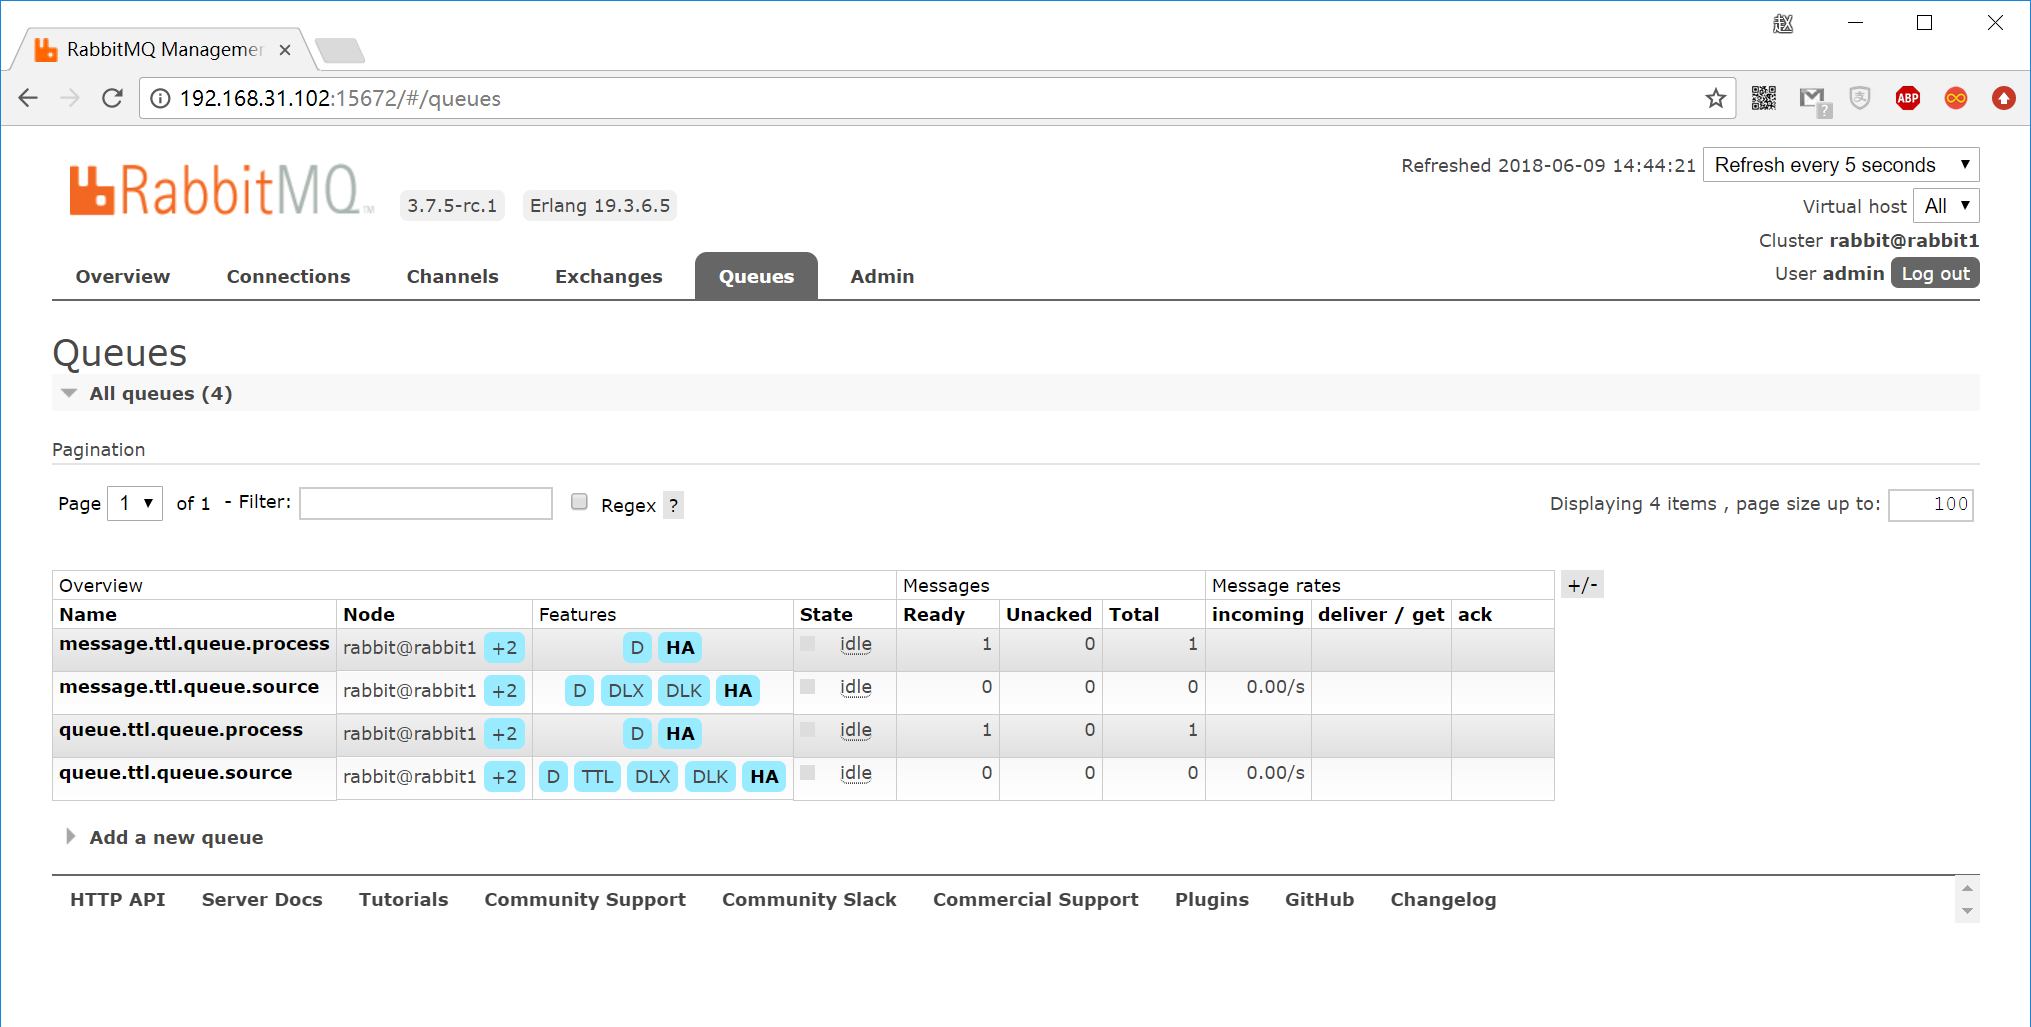 赵
RabbitMQ Managemen
192.168.31.102:15672/#/queues
ABP
RabbitMQ™ 3.7.5-rc.1 Erlang 19.3.6.5
Refreshed 2018-06-09 14:44:21 Refresh every 5 seconds
Virtual host All
Cluster rabbit@rabbit1
User admin Log out
Overview Connections Channels Exchanges Queues Admin
Queues
All queues (4)
Pagination
Page 1 of 1 - Filter: Regex ? Displaying 4 items , page size up to: 100
Overview Messages Message rates +/-
Name Node Features State Ready Unacked Total incoming deliver / get ack
message.ttl.queue.process rabbit@rabbit1 +2 D HA idle 1 0 1
message.ttl.queue.source rabbit@rabbit1 +2 D DLX DLK HA idle 0 0 0 0.00/s
queue.ttl.queue.process rabbit@rabbit1 +2 D HA idle 1 0 1
queue.ttl.queue.source rabbit@rabbit1 +2 D TTL DLX DLK HA idle 0 0 0 0.00/s
Add a new queue
HTTP API Server Docs Tutorials Community Support Community Slack Commercial Support Plugins GitHub Changelog